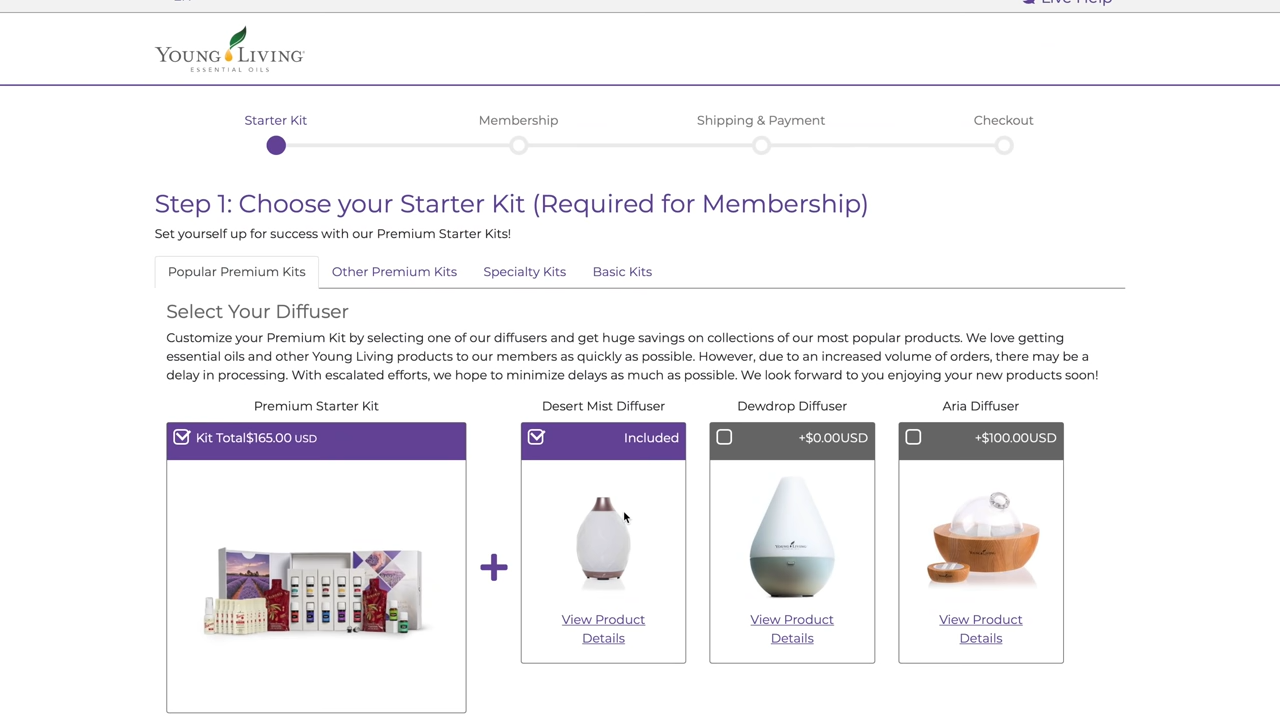 Live Help
YOUNG LIVING
ESSENTIAL OILS
Starter Kit
Membership
Shipping & Payment
Checkout
Step 1: Choose your Starter Kit (Required for Membership)
Set yourself up for success with our Premium Starter Kits!
Popular Premium Kits
Other Premium Kits
Specialty Kits
Basic Kits
Select Your Diffuser
Customize your Premium Kit by selecting one of our diffusers and get huge savings on collections of our most popular products. We love getting
essential oils and other Young Living products to our members as quickly as possible. However, due to an increased volume of orders, there may be a
delay in processing. With escalated efforts, we hope to minimize delays as much as possible. We look forward to you enjoying your new products soon!
Premium Starter Kit
Desert Mist Diffuser
Dewdrop Diffuser
Aria Diffuser
Kit Total$165.00 USD
Included
+$0.00USD
+$100.00USD
YOUNG LIVING
View Product
Details
View Product
Details
View Product
Details